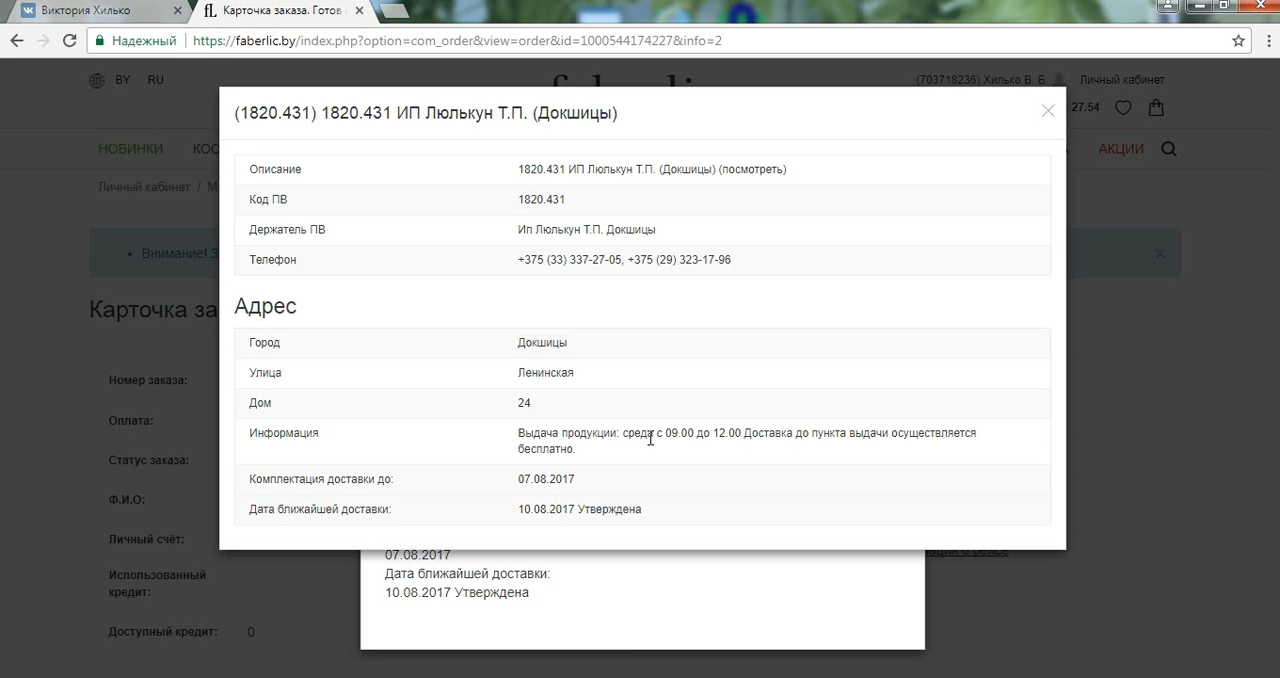 Виктория Хилько
Карточка заказа. Готов
Надежный https://faberlic.by/index.php?option=com_order&view=order&id=1000544174227&info=2
BY RU
(703718236) Хилько В. Б. Личный кабинет
27.54
НОВИНКИ КОС АКЦИИ
Личный кабинет / М
(1820.431) 1820.431 ИП Люлькун Т.П. (Докшицы)
Описание 1820.431 ИП Люлькун Т.П. (Докшицы) (посмотреть)
Код ПВ 1820.431
Держатель ПВ Ип Люлькун Т.П. Докшицы
Телефон +375 (33) 337-27-05, +375 (29) 323-17-96
Внимание! З
Адрес
Карточка за
Город Докшицы
Улица Ленинская
Дом 24
Информация Выдача продукции: среда с 09.00 до 12.00 Доставка до пункта выдачи осуществляется
бесплатно.
Комплектация доставки до: 07.08.2017
Дата ближайшей доставки: 10.08.2017 Утверждена
Номер заказа:
Оплата:
Статус заказа:
Ф.И.О:
Личный счёт:
Использованный
кредит:
Доступный кредит: 0
07.08.2017
Дата ближайшей доставки:
10.08.2017 Утверждена